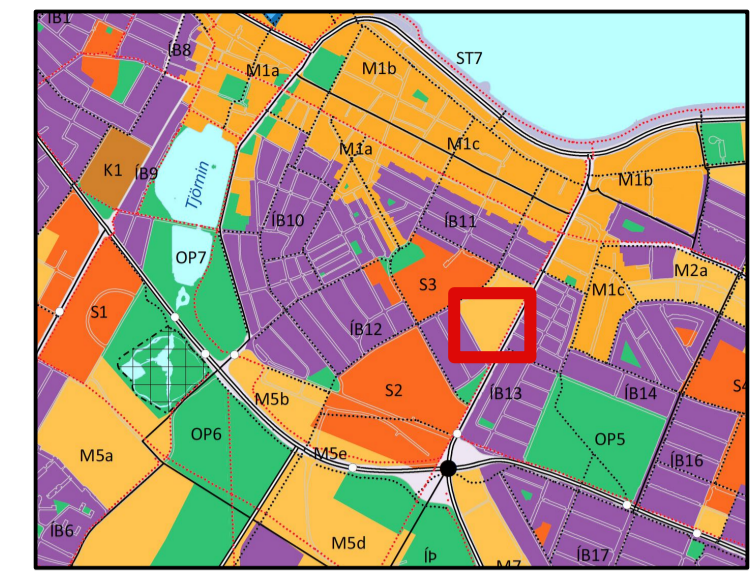 ÍB1
ST7
ÍB8
M1a
M1b
M1c
M1a
K1
ÍB9
Tjörnin
M1b
ÍB10
ÍB11
OP7
M2a
S3
M1c
S1
ÍB12
S2
ÍB13
ÍB14
S4
M5b
OP6
M5e
OP5
M5a
ÍB16
ÍB6
M5d
ÍÞ
M7
ÍB17